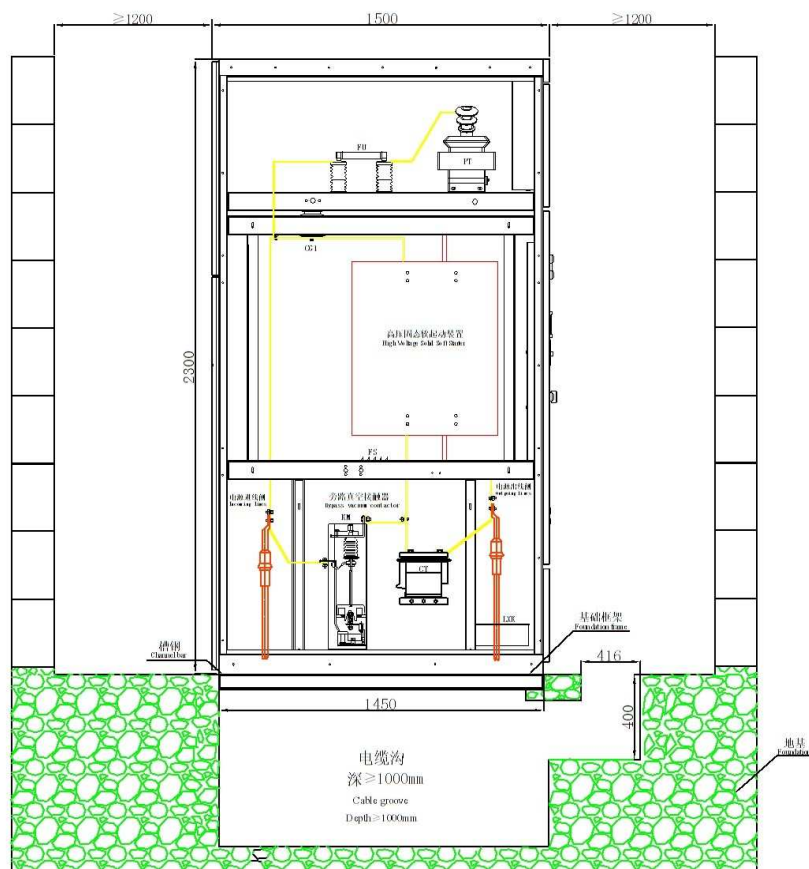 ≥1200
1500
≥1200
2300
FU
PT
CG1
高压固态软起动装置
High Voltage Solid Soft Starter
FS
电源进线侧
Incoming lines
旁路真空接触器
Bypass vacuum contactor
KM
电源出线侧
Outgoing lines
CT
LXK
槽钢
Channel bar
基础框架
Foundation frame
416
1450
400
电缆沟
深≥1000mm
Cable groove
Depth≥1000mm
地基
Foundation